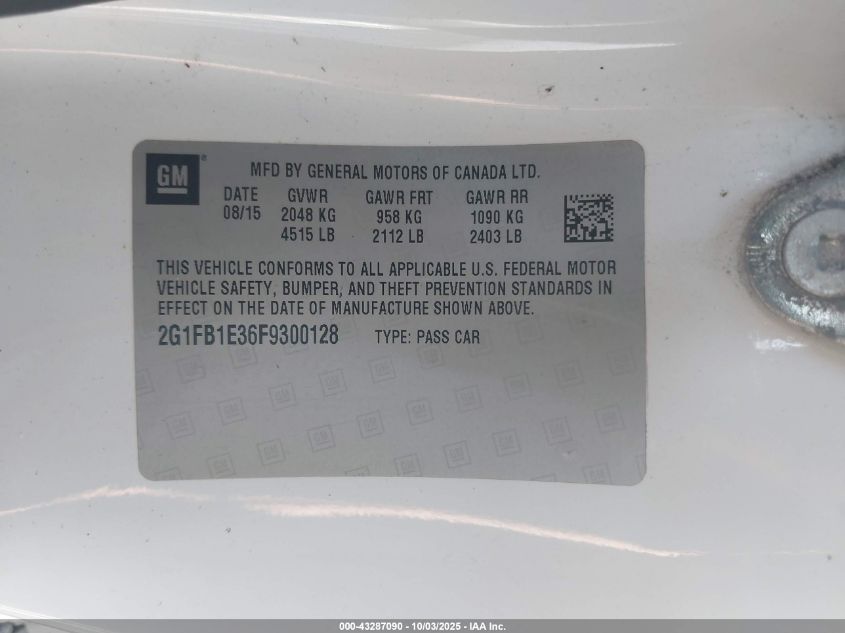 GM
MFD BY GENERAL MOTORS OF CANADA LTD.
DATE GVWR GAWR FRT GAWR RR
08/15 2048 KG 958 KG 1090 KG
4515 LB 2112 LB 2403 LB
THIS VEHICLE CONFORMS TO ALL APPLICABLE U.S. FEDERAL MOTOR
VEHICLE SAFETY, BUMPER, AND THEFT PREVENTION STANDARDS IN
EFFECT ON THE DATE OF MANUFACTURE SHOWN ABOVE.
2G1FB1E36F9300128 TYPE: PASS CAR
000-43287090 - 10/03/2025 - IAA Inc.